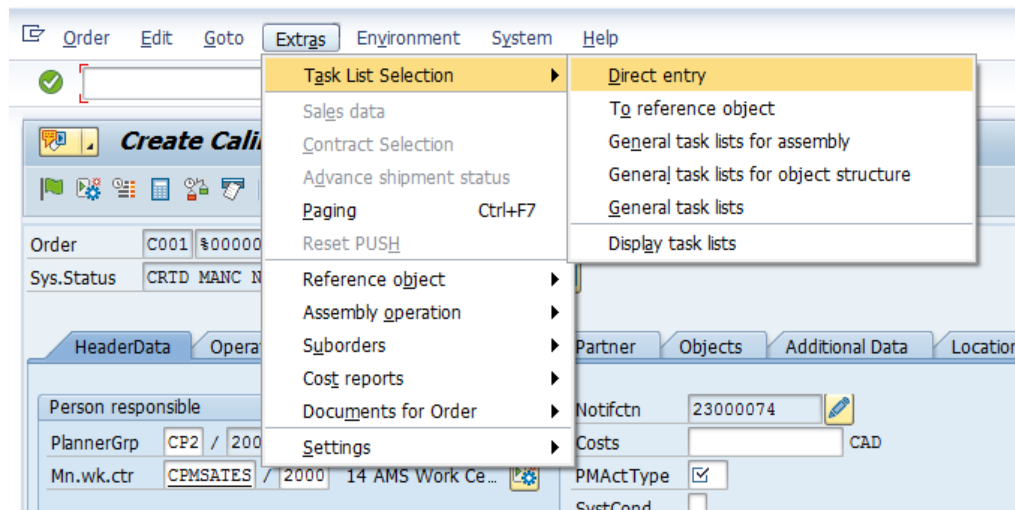 Order Edit Goto Extras Environment System Help
Task List Selection Direct entry
Sales data To reference object
Contract Selection General task lists for assembly
Advance shipment status General task lists for object structure
Paging Ctrl+F7 General task lists
Reset PUSH Display task lists
Create Cali
Order C001 %00000
Sys.Status CRTD MANC N
Reference object
Assembly operation
Suborders
Cost reports
Documents for Order
Settings
HeaderData Opera Partner Objects Additional Data Location
Person responsible Notifctn 23000074
PlannerGrp CP2 / 200 Costs CAD
Mn.wk.ctr CPMSATES / 2000 14 AMS Work Ce... PMActType
SystCond